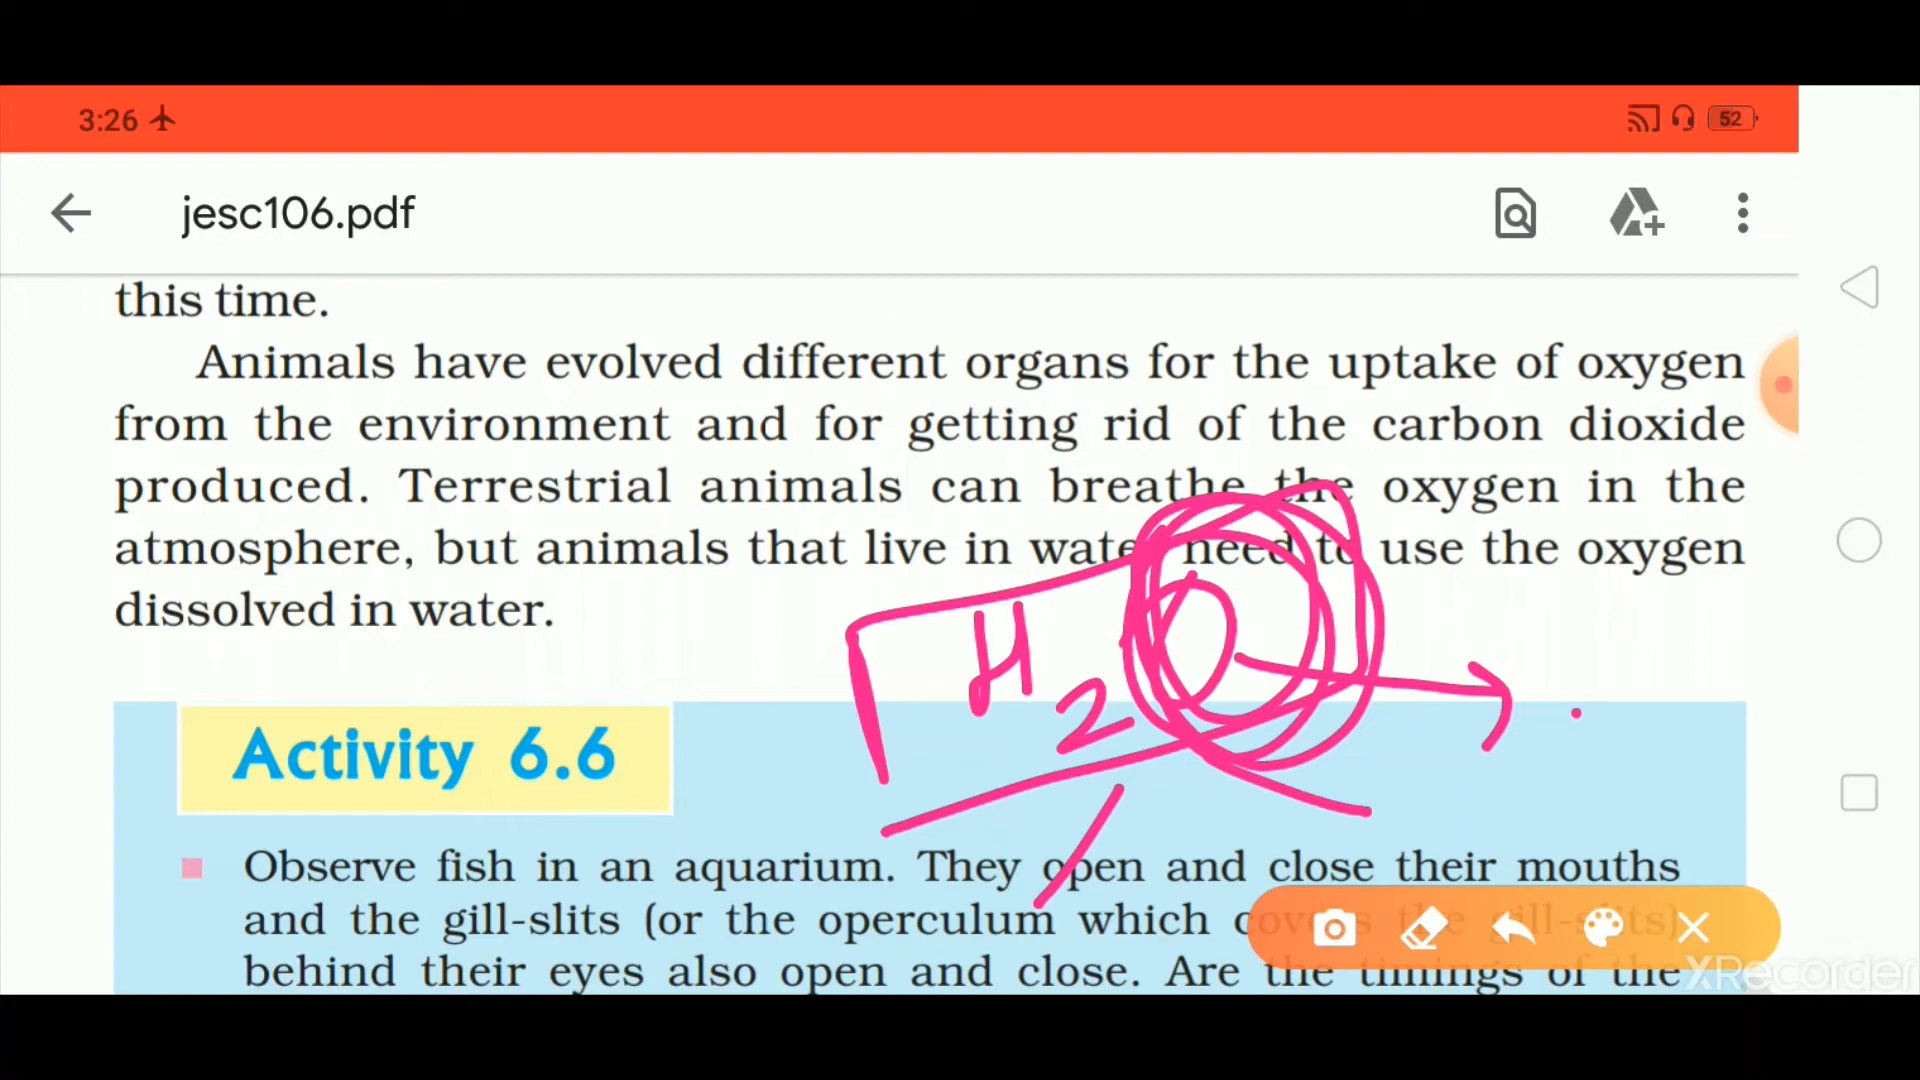 3:26
52
jesc106.pdf
this time.
Animals have evolved different organs for the uptake of oxygen
from the environment and for getting rid of the carbon dioxide
produced. Terrestrial animals can breathe the oxygen in the
atmosphere, but animals that live in water need to use the oxygen
dissolved in water.
H2O
Activity 6.6
Observe fish in an aquarium. They open and close their mouths
and the gill-slits (or the operculum which covers the gill-slits)
behind their eyes also open and close. Are the timings of the
XRecorder